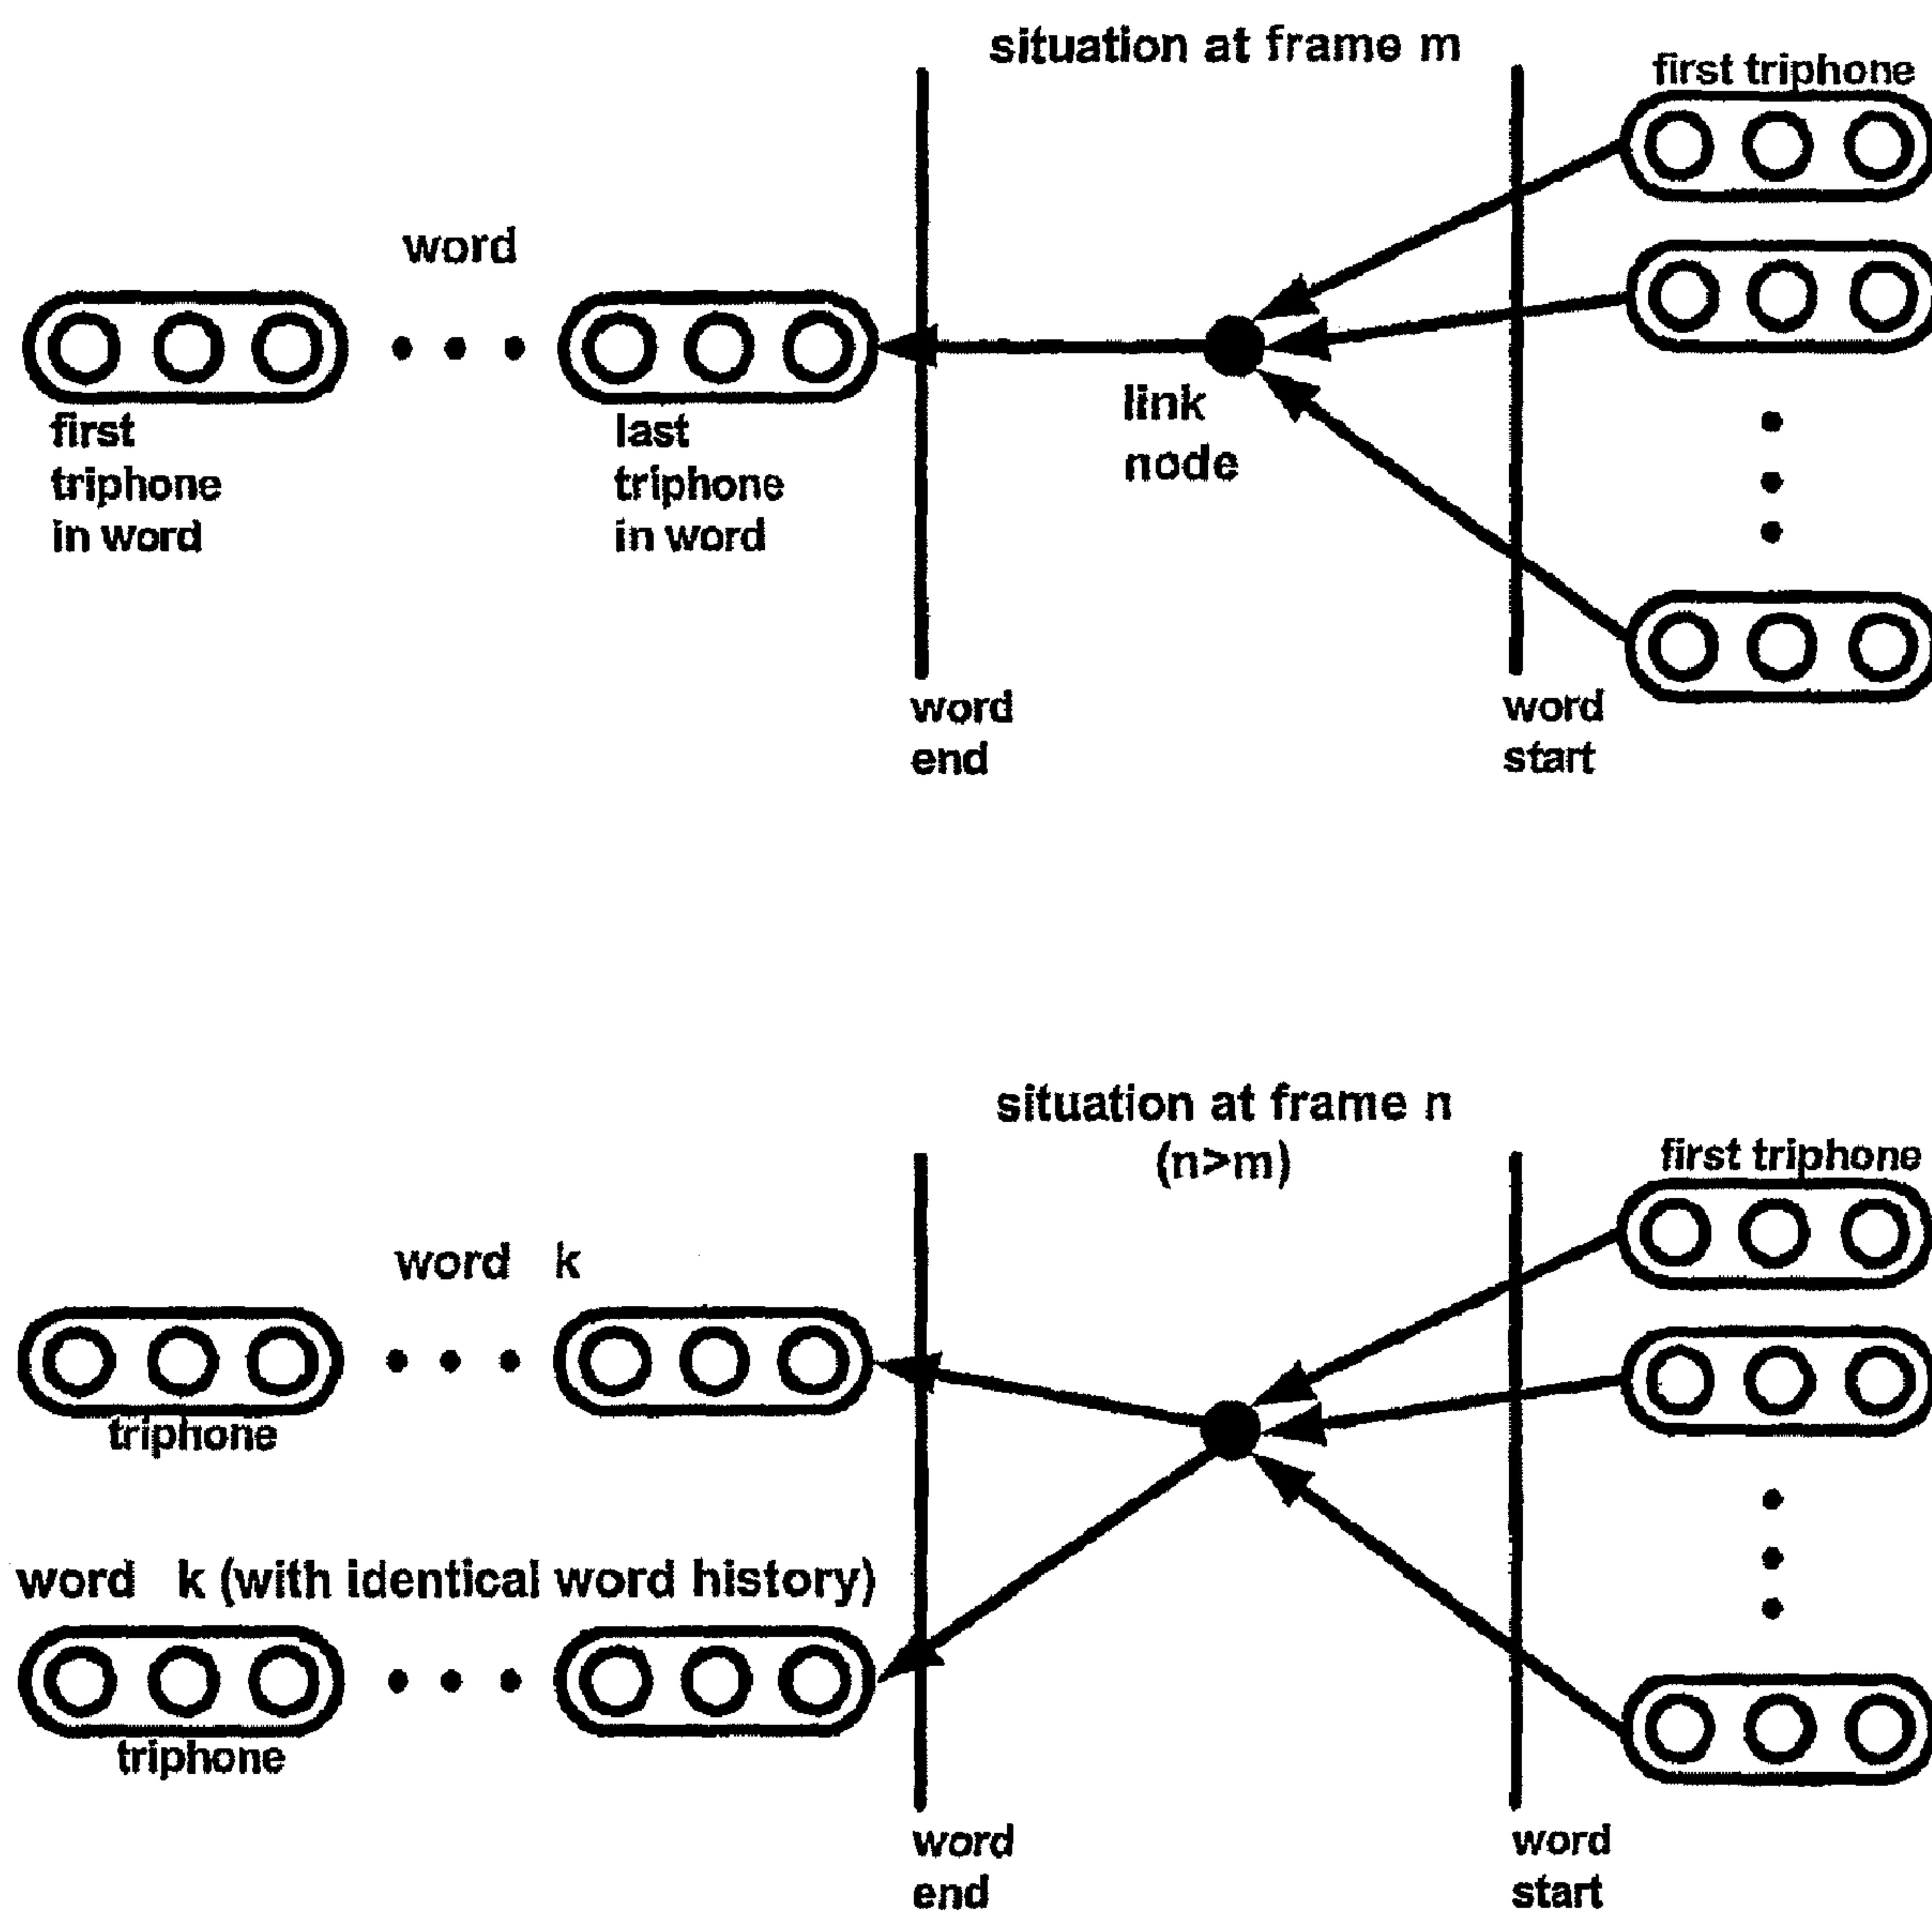 situation at frame m
first triphone
word
first
triphone
in word
last
triphone
in word
link
node
word
end
word
start
situation at frame n
(n>m)
first triphone
word k
triphone
word k (with identical word history)
triphone
word
end
word
start